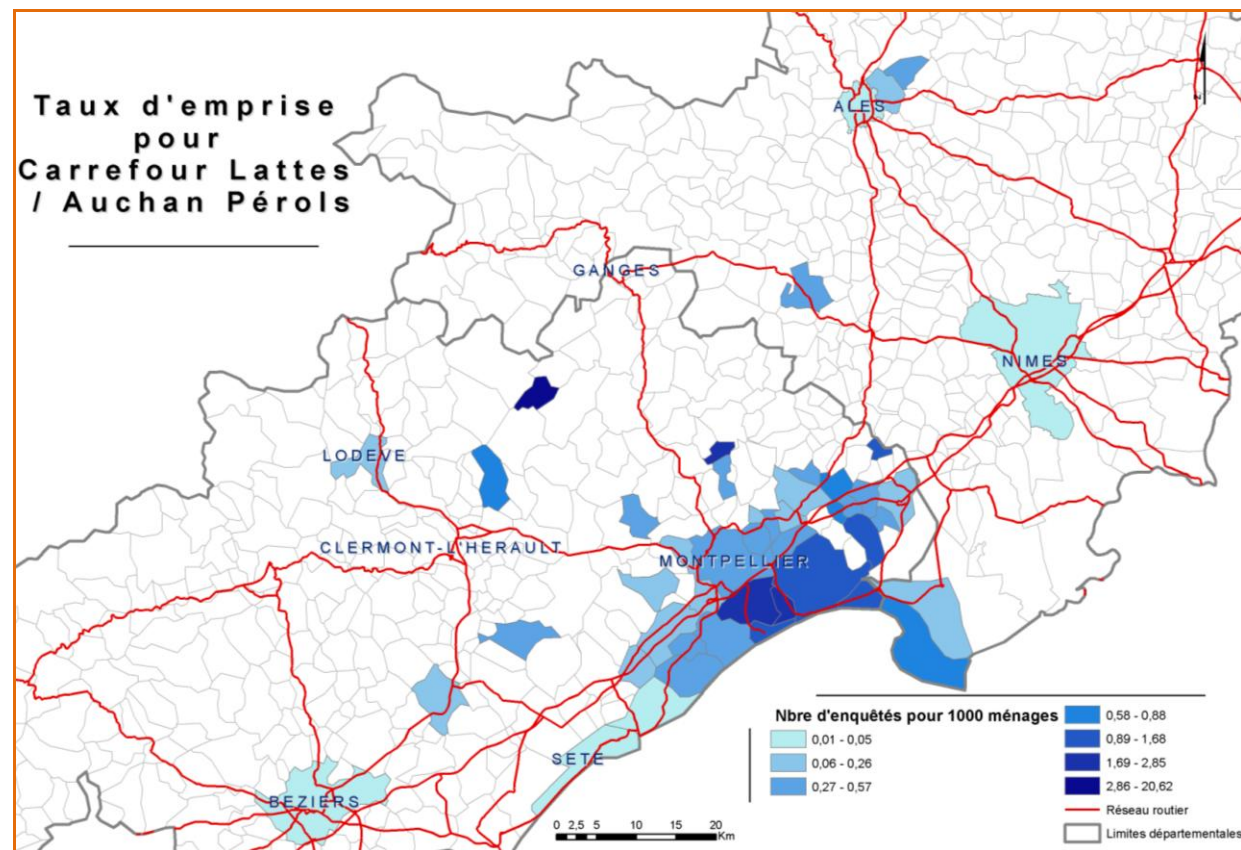 Taux d'emprise
pour
Carrefour Lattes
/ Auchan Pérols
ALES
GANGES
NIMES
LODEVE
CLERMONT-L'HERAULT
MONTPELLIER
SETE
BEZIERS
Nbre d'enquêtés pour 1000 ménages
0,01 - 0,05
0,06 - 0,26
0,27 - 0,57
0,58 - 0,88
0,89 - 1,68
1,69 - 2,85
2,86 - 20,62
Réseau routier
Limites départementales
0 2,5 5 10 15 20
Km